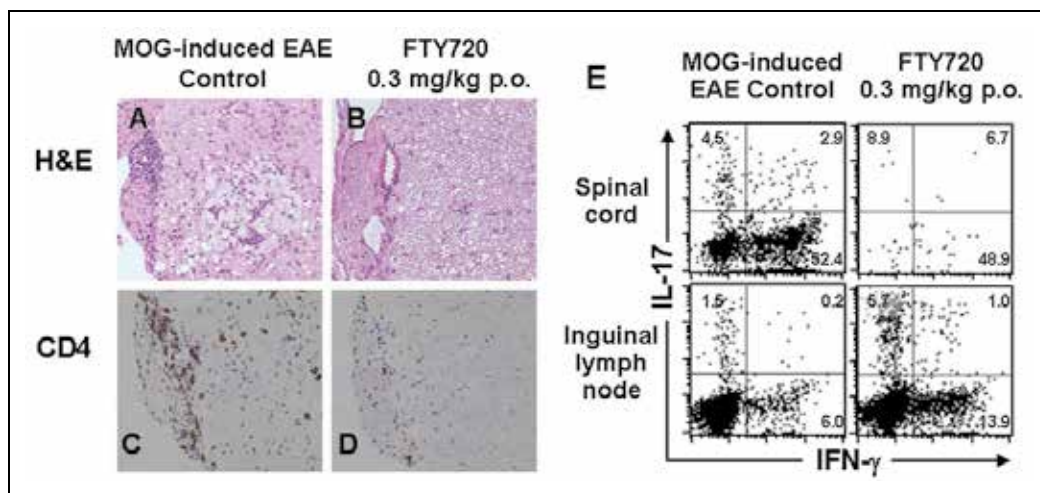 MOG-induced EAE
Control
FTY720
0.3 mg/kg p.o.
H&E
A
B
CD4
C
D
E
MOG-induced
EAE Control
FTY720
0.3 mg/kg p.o.
Spinal
cord
4.5
2.9
52.4
8.9
6.7
48.9
Inguinal
lymph
node
1.5
0.2
6.0
5.7
1.0
13.9
IL-17
IFN-γ